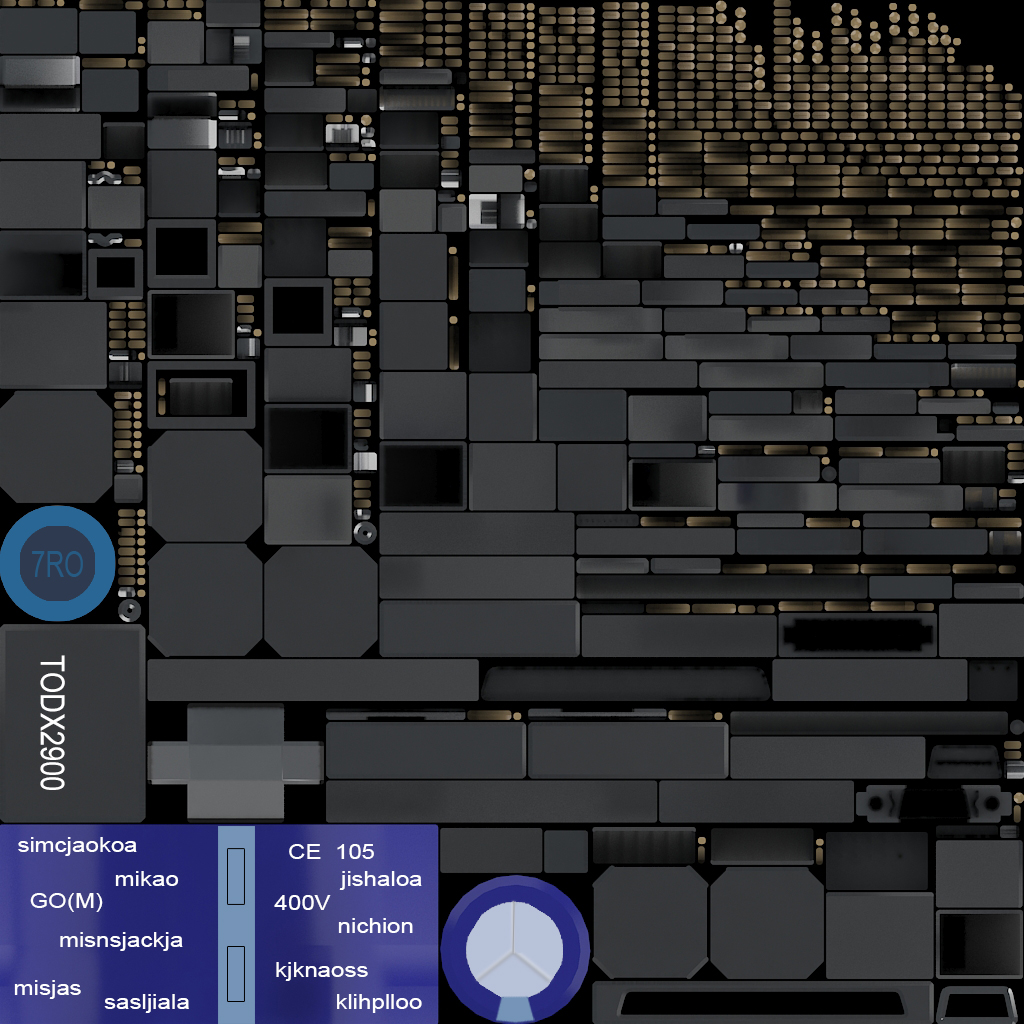 7RO
TODX2900
simcjaokoa
mikao
GO(M)
misnsjackja
misjas
sasljiala
CE 105
jishaloa
400V
nichion
kjknaoss
klihplloo